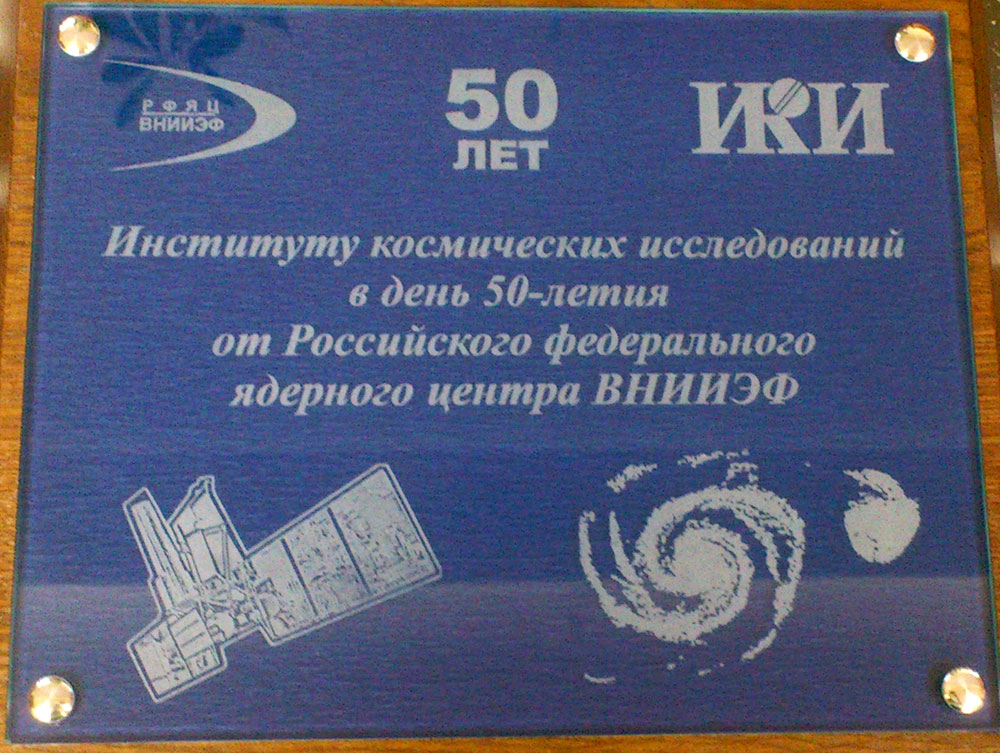 РФЯЦ
ВНИИЭФ
50
ЛЕТ
ИКИ
Институту космических исследований
в день 50-летия
от Российского федерального
ядерного центра ВНИИЭФ